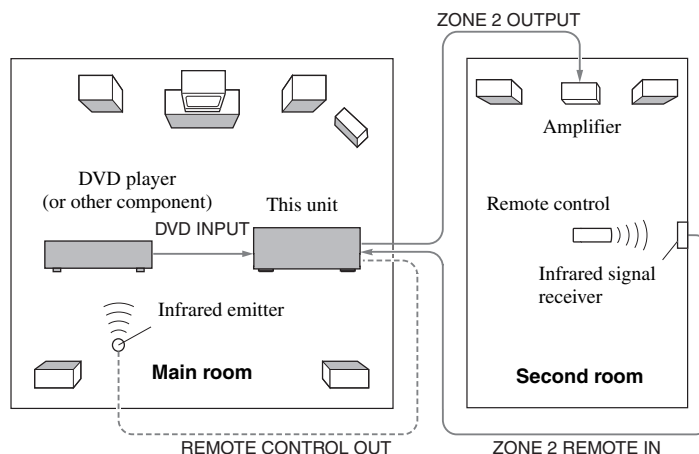 ZONE 2 OUTPUT
Amplifier
DVD player
(or other component)
This unit
DVD INPUT
Remote control
Infrared signal
receiver
Infrared emitter
Main room
Second room
REMOTE CONTROL OUT
ZONE 2 REMOTE IN